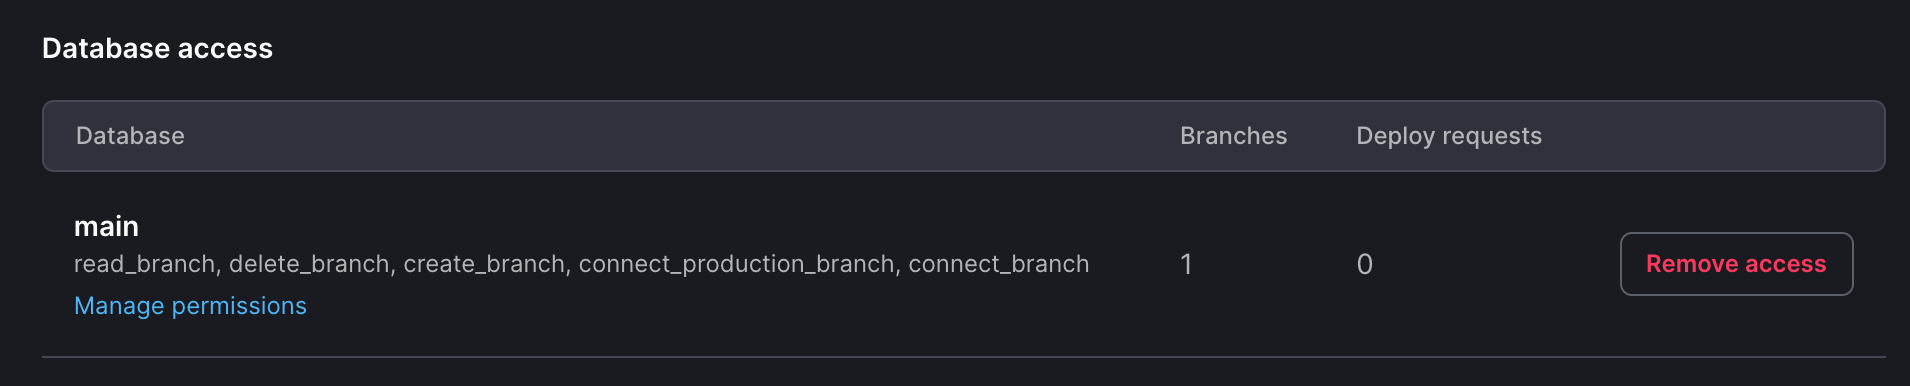 Database access
Database Branches Deploy requests
main
read_branch, delete_branch, create_branch, connect_production_branch, connect_branch 1 0 Remove access
Manage permissions